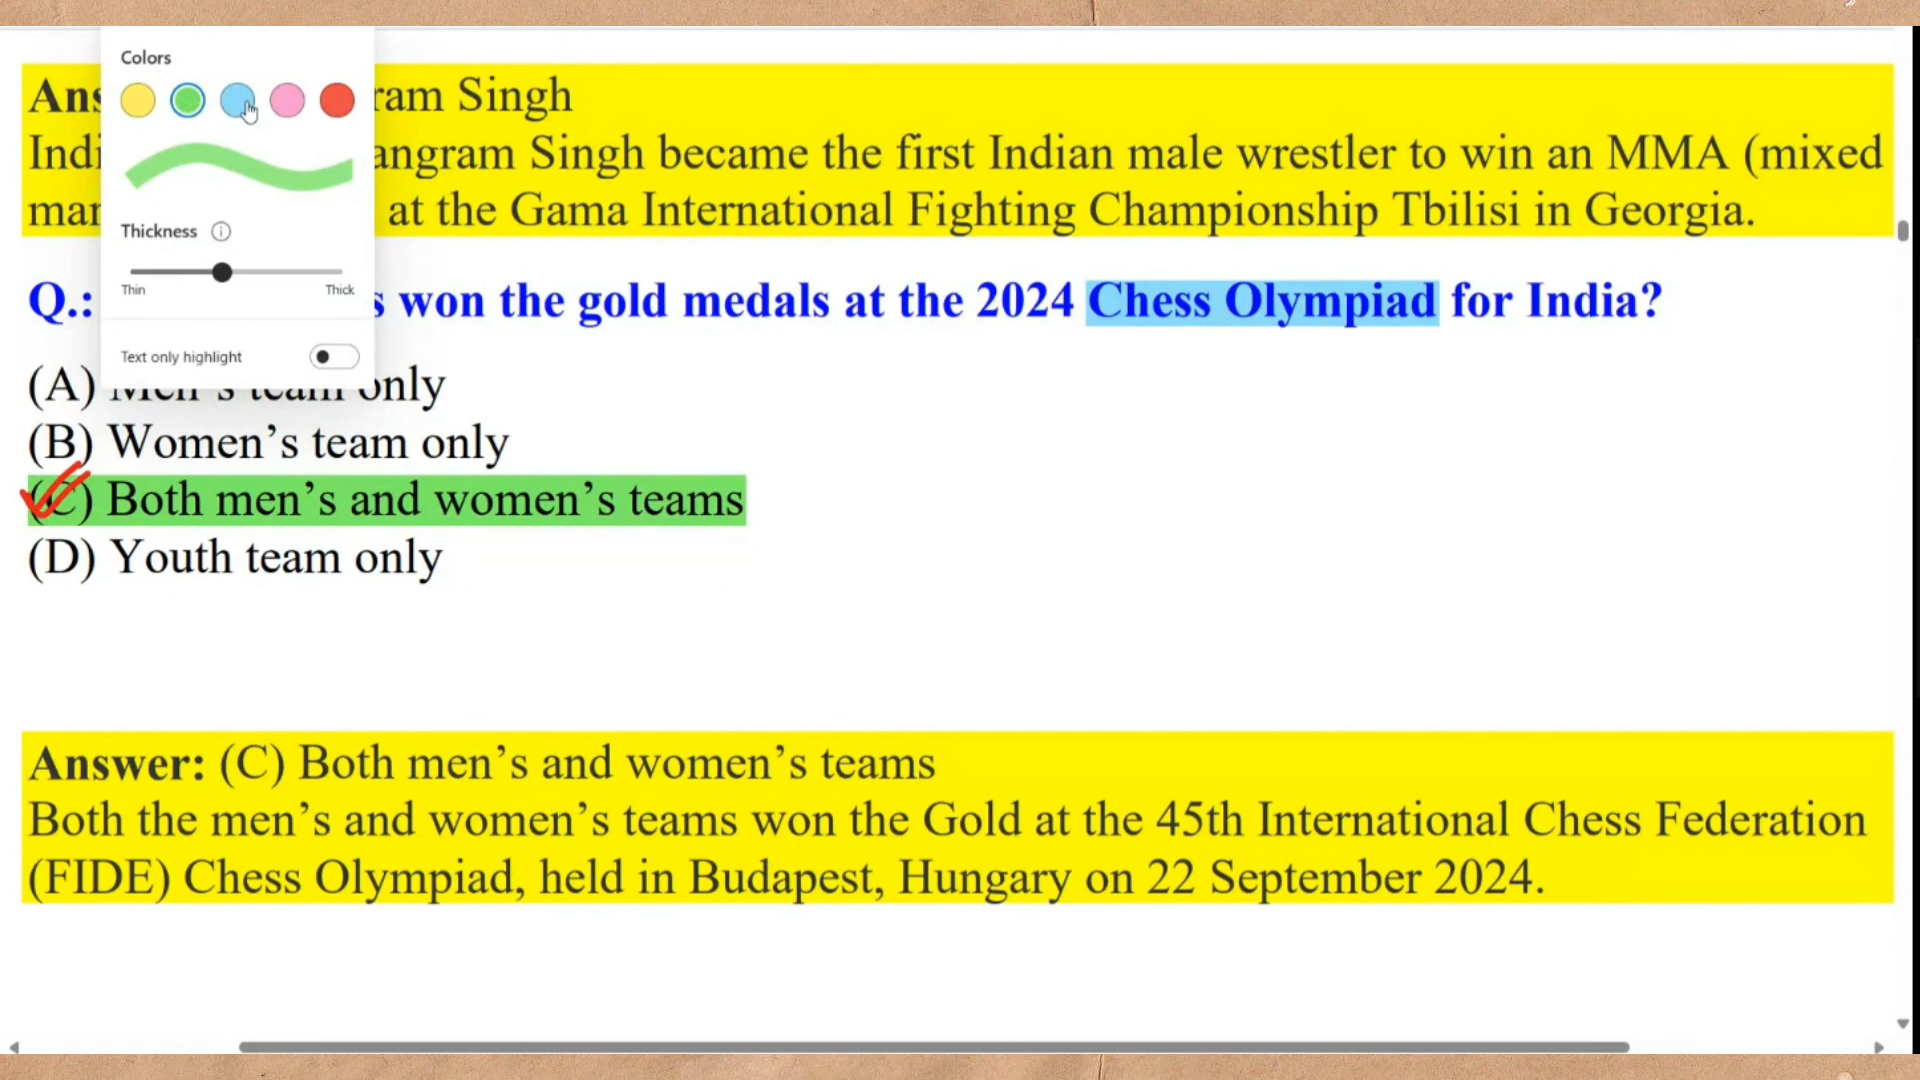 Colors
Ans ram Singh
Indi angram Singh became the first Indian male wrestler to win an MMA (mixed
mar at the Gama International Fighting Championship Tbilisi in Georgia.
Thickness
Thin Thick
Q.: s won the gold medals at the 2024 Chess Olympiad for India?
Text only highlight
(A) Men's team only
(B) Women’s team only
(C) Both men’s and women’s teams
(D) Youth team only
Answer: (C) Both men’s and women’s teams
Both the men’s and women’s teams won the Gold at the 45th International Chess Federation
(FIDE) Chess Olympiad, held in Budapest, Hungary on 22 September 2024.